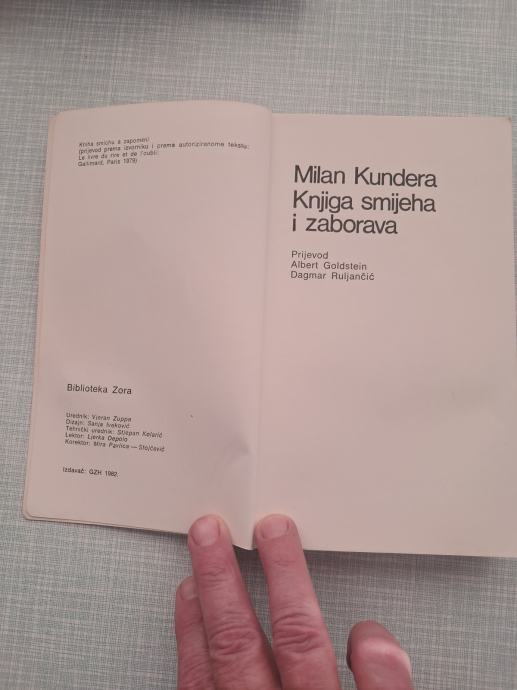 Kniha smíchu a zapomení
(prijevod prema izvorniku i prema autoriziranome tekstu:
Le livre du rire et de l'oubli:
Gallimard, Paris 1979)
Biblioteka Zora
Urednik: Vjeran Zuppa
Dizajn: Sanja Iveković
Tehnički urednik: Stjepan Kelarić
Lektor: Ljerka Depolo
Korektor: Mira Pavlica — Stojčević
Izdavač: GZH 1982.
Milan Kundera
Knjiga smijeha
i zaborava
Prijevod
Albert Goldstein
Dagmar Ruljančić